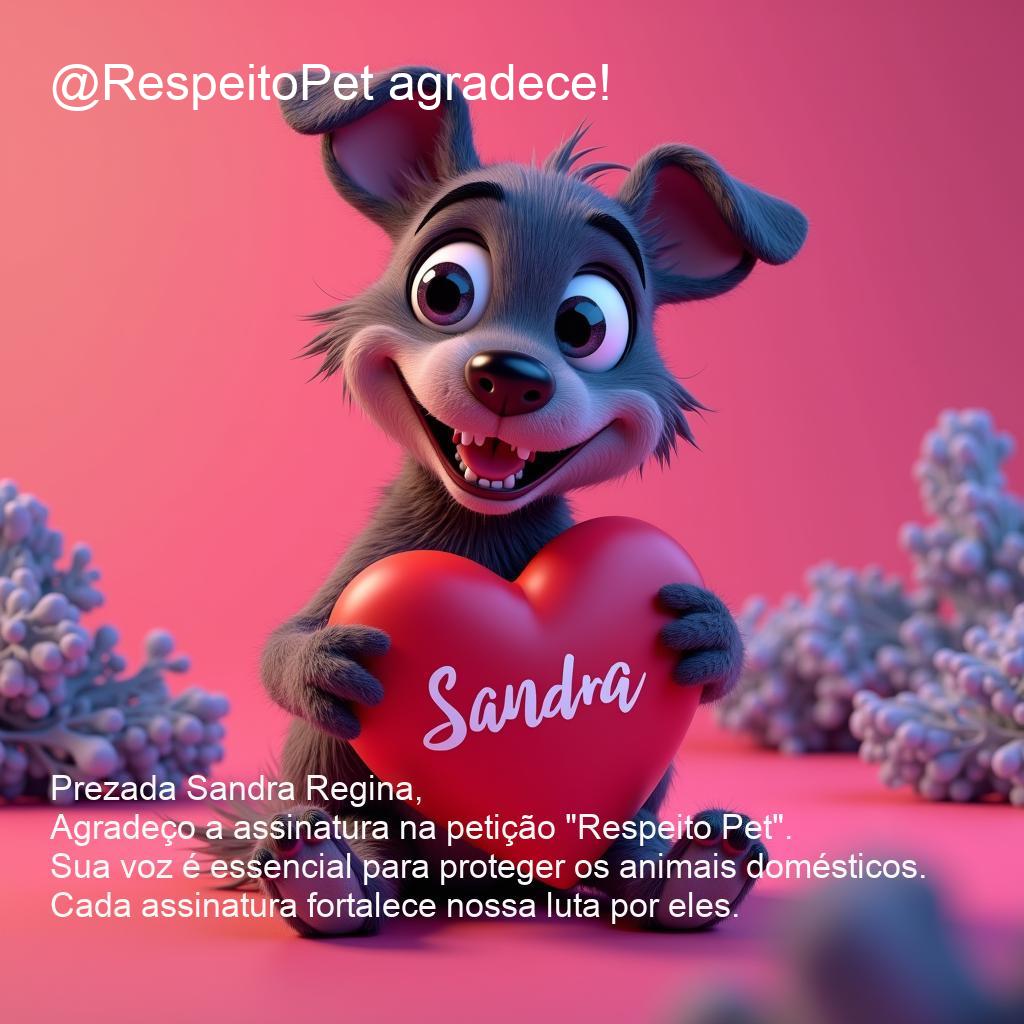 @RespeitoPet agradece!
Sandra
Prezada Sandra Regina,
Agradeço a assinatura na petição "Respeito Pet".
Sua voz é essencial para proteger os animais domésticos.
Cada assinatura fortalece nossa luta por eles.